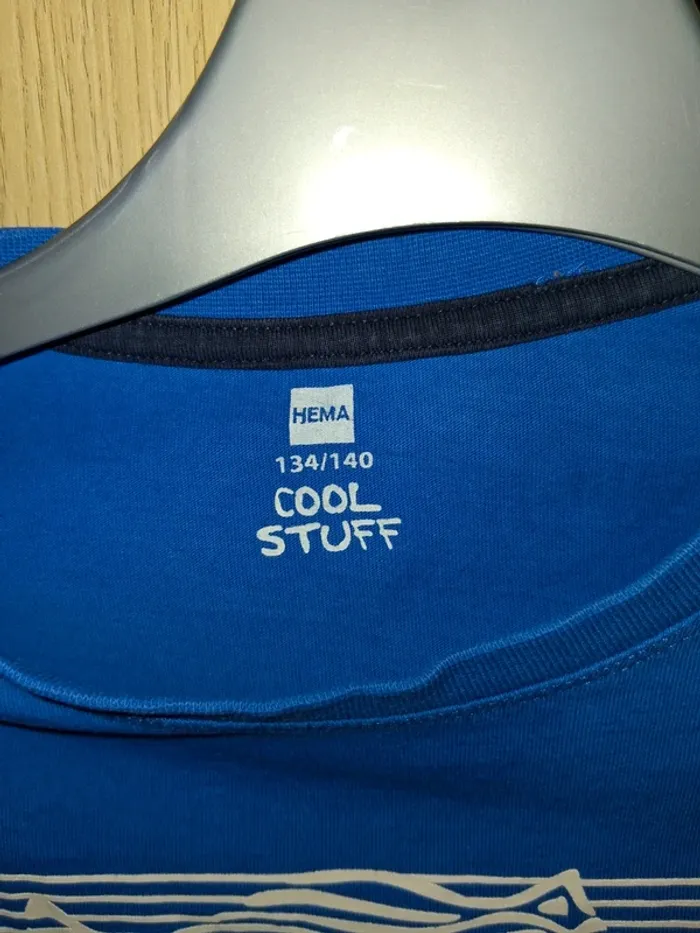 HEMA
134/140
COOL
STUFF